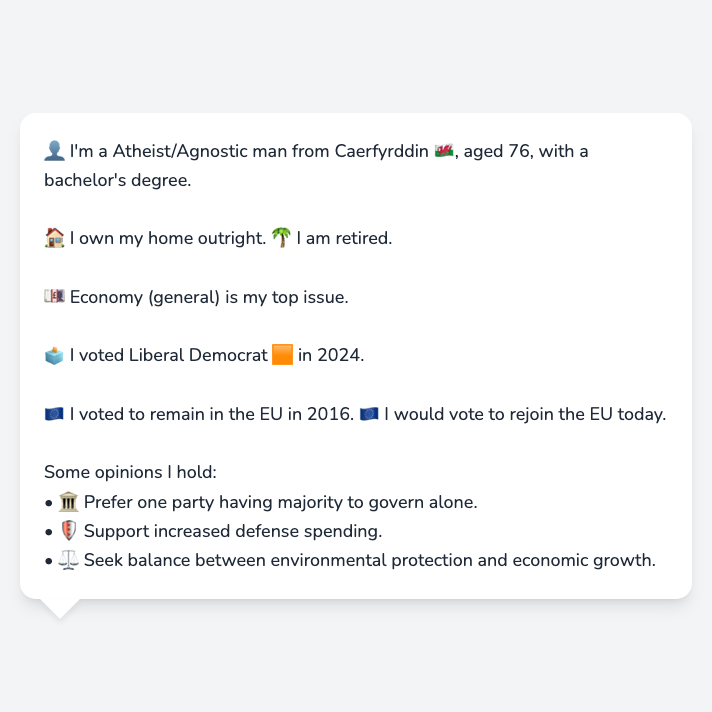 👤 I'm a Atheist/Agnostic man from Caerfyrddin 🏴󠁧󠁢󠁷󠁬󠁳󠁿, aged 76, with a
bachelor's degree.
🏠 I own my home outright. 🌴 I am retired.
💷 Economy (general) is my top issue.
🗳️ I voted Liberal Democrat 🟧 in 2024.
🇪🇺 I voted to remain in the EU in 2016. 🇪🇺 I would vote to rejoin the EU today.
Some opinions I hold:
• 🏛️ Prefer one party having majority to govern alone.
• 🛡️ Support increased defense spending.
• ⚖️ Seek balance between environmental protection and economic growth.